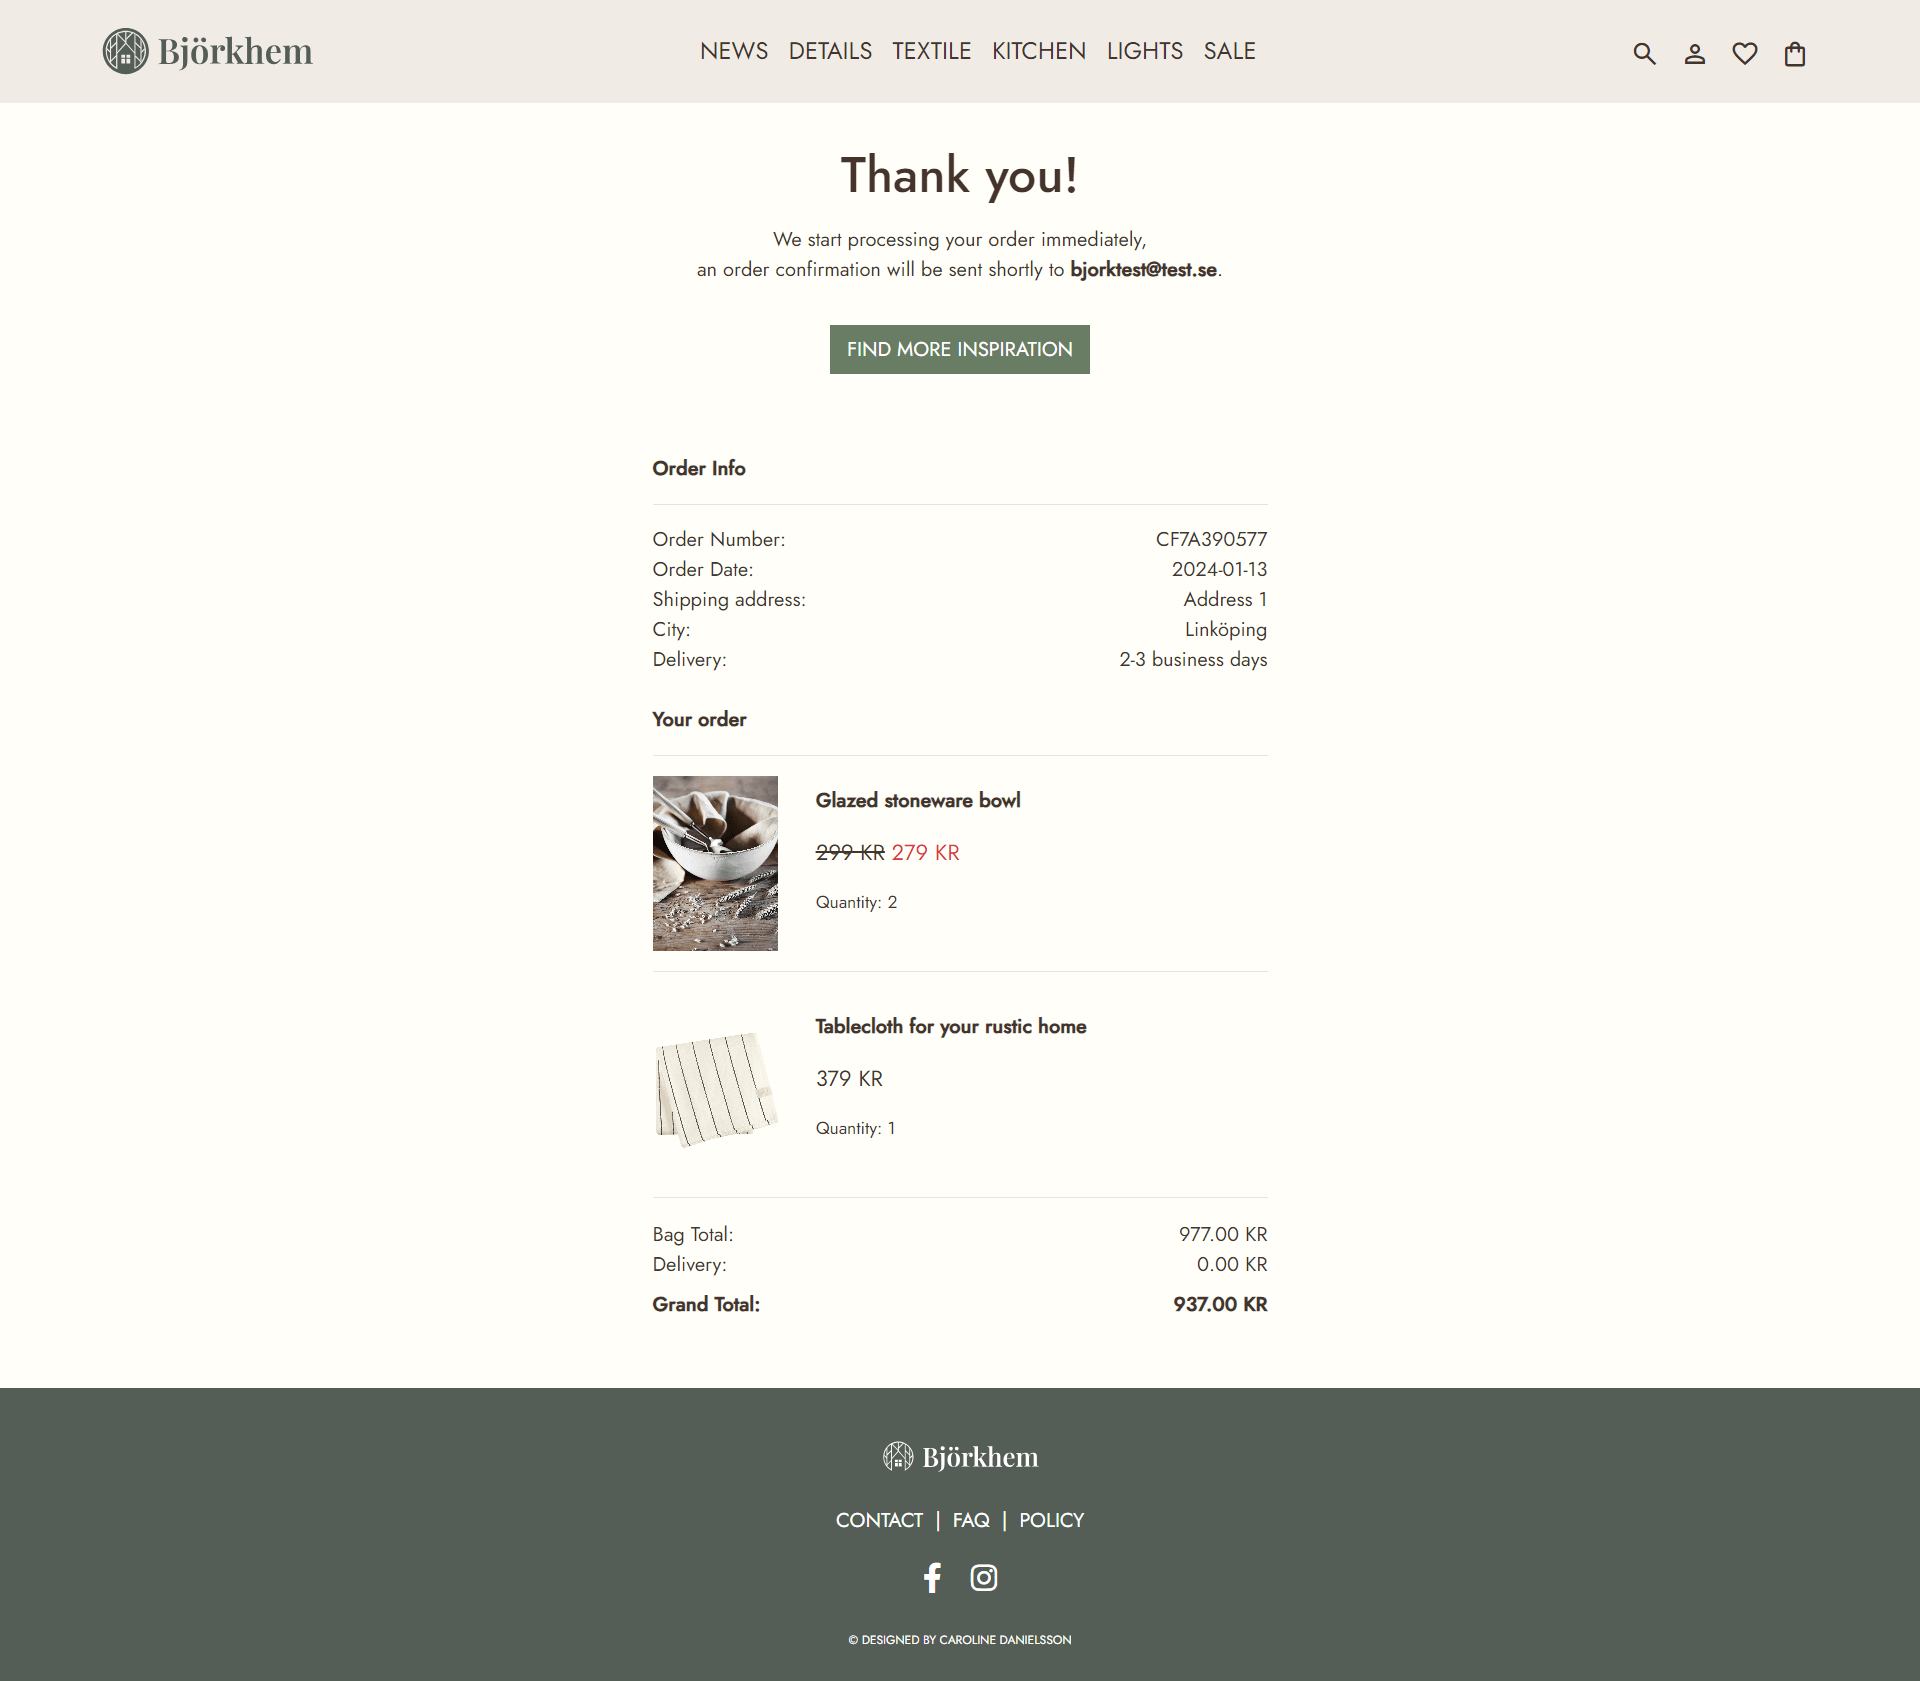 Björkhem
NEWS DETAILS TEXTILE KITCHEN LIGHTS SALE
Thank you!
We start processing your order immediately,
an order confirmation will be sent shortly to bjorktest@test.se.
FIND MORE INSPIRATION
Order Info
Order Number: CF7A390577
Order Date: 2024-01-13
Shipping address: Address 1
City: Linköping
Delivery: 2-3 business days
Your order
Glazed stoneware bowl
299 KR 279 KR
Quantity: 2
Tablecloth for your rustic home
379 KR
Quantity: 1
Bag Total: 977.00 KR
Delivery: 0.00 KR
Grand Total: 937.00 KR
Björkhem
CONTACT | FAQ | POLICY
© DESIGNED BY CAROLINE DANIELSSON